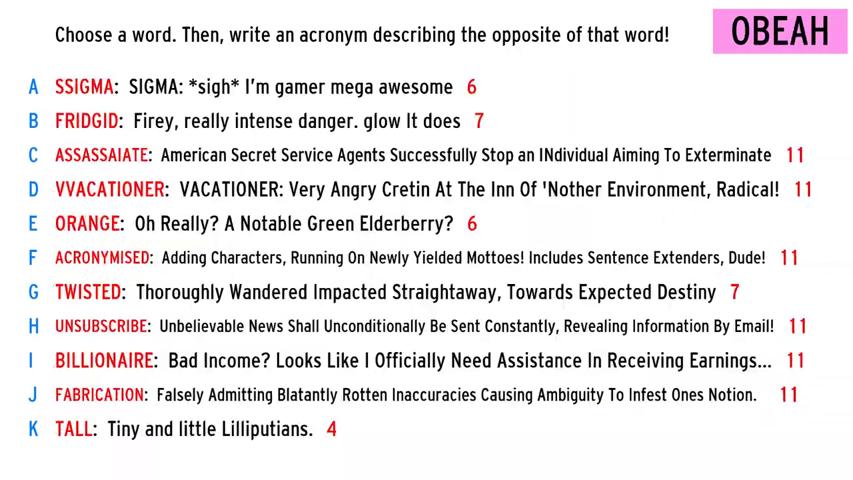 Choose a word. Then, write an acronym describing the opposite of that word!
OBEAH
A SSIGMA: SIGMA: *sigh* I'm gamer mega awesome 6
B FRIDGID: Firey, really intense danger. glow It does 7
C ASSASSAIATE: American Secret Service Agents Successfully Stop an INdividual Aiming To Exterminate 11
D VVACATIONER: VACATIONER: Very Angry Cretin At The Inn Of 'Nother Environment, Radical! 11
E ORANGE: Oh Really? A Notable Green Elderberry? 6
F ACRONYMISED: Adding Characters, Running On Newly Yielded Mottoes! Includes Sentence Extenders, Dude! 11
G TWISTED: Thoroughly Wandered Impacted Straightaway, Towards Expected Destiny 7
H UNSUBSCRIBE: Unbelievable News Shall Unconditionally Be Sent Constantly, Revealing Information By Email! 11
I BILLIONAIRE: Bad Income? Looks Like I Officially Need Assistance In Receiving Earnings... 11
J FABRICATION: Falsely Admitting Blatantly Rotten Inaccuracies Causing Ambiguity To Infest Ones Notion. 11
K TALL: Tiny and little Lilliputians. 4